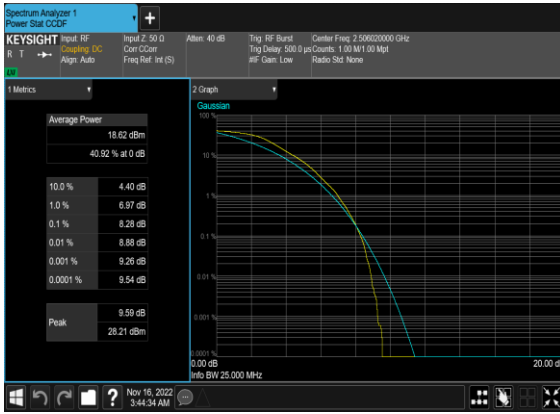 Spectrum Analyzer 1
Power Stat CCDF
KEYSIGHT
R T
LXI
Input: RF
Coupling: DC
Align: Auto
Input Z: 50 Ω
Corr CCorr
Freq Ref: Int (S)
Atten: 40 dB
Trig: RF Burst
Trig Delay: 500.0 µs
#IF Gain: Low
Center Freq: 2.506020000 GHz
Counts: 1.00 M/1.00 Mpt
Radio Std: None
1 Metrics
Average Power
18.62 dBm
40.92 % at 0 dB
10.0 % 4.40 dB
1.0 % 6.97 dB
0.1 % 8.28 dB
0.01 % 8.88 dB
0.001 % 9.26 dB
0.0001 % 9.54 dB
Peak
9.59 dB
28.21 dBm
2 Graph
Gaussian
100 %
10 %
1 %
0.1 %
0.01 %
0.001 %
0.0001 %
0.00 dB
20.00 d
Info BW 25.000 MHz
?
Nov 16, 2022
3:44:34 AM